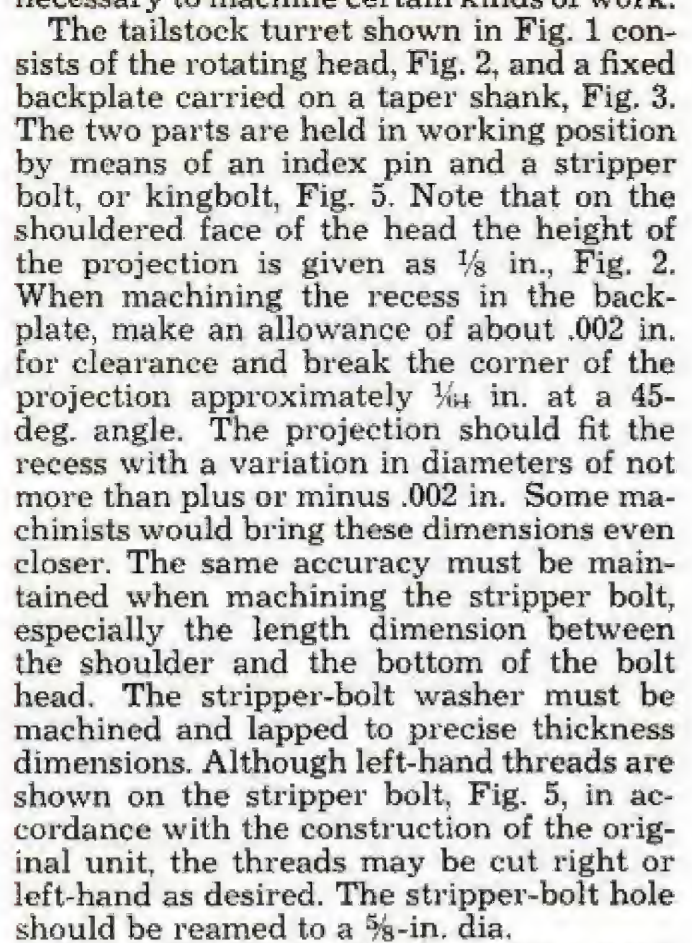 necessary to machine certain kinds of work.
The tailstock turret shown in Fig. 1 con-
sists of the rotating head, Fig. 2, and a fixed
backplate carried on a taper shank, Fig. 3.
The two parts are held in working position
by means of an index pin and a stripper
bolt, or kingbolt, Fig. 5. Note that on the
shouldered face of the head the height of
the projection is given as ⅛ in., Fig. 2.
When machining the recess in the back-
plate, make an allowance of about .002 in.
for clearance and break the corner of the
projection approximately 1/64 in. at a 45-
deg. angle. The projection should fit the
recess with a variation in diameters of not
more than plus or minus .002 in. Some ma-
chinists would bring these dimensions even
closer. The same accuracy must be main-
tained when machining the stripper bolt,
especially the length dimension between
the shoulder and the bottom of the bolt
head. The stripper-bolt washer must be
machined and lapped to precise thickness
dimensions. Although left-hand threads are
shown on the stripper bolt, Fig. 5, in ac-
cordance with the construction of the orig-
inal unit, the threads may be cut right or
left-hand as desired. The stripper-bolt hole
should be reamed to a ⅝-in. dia.